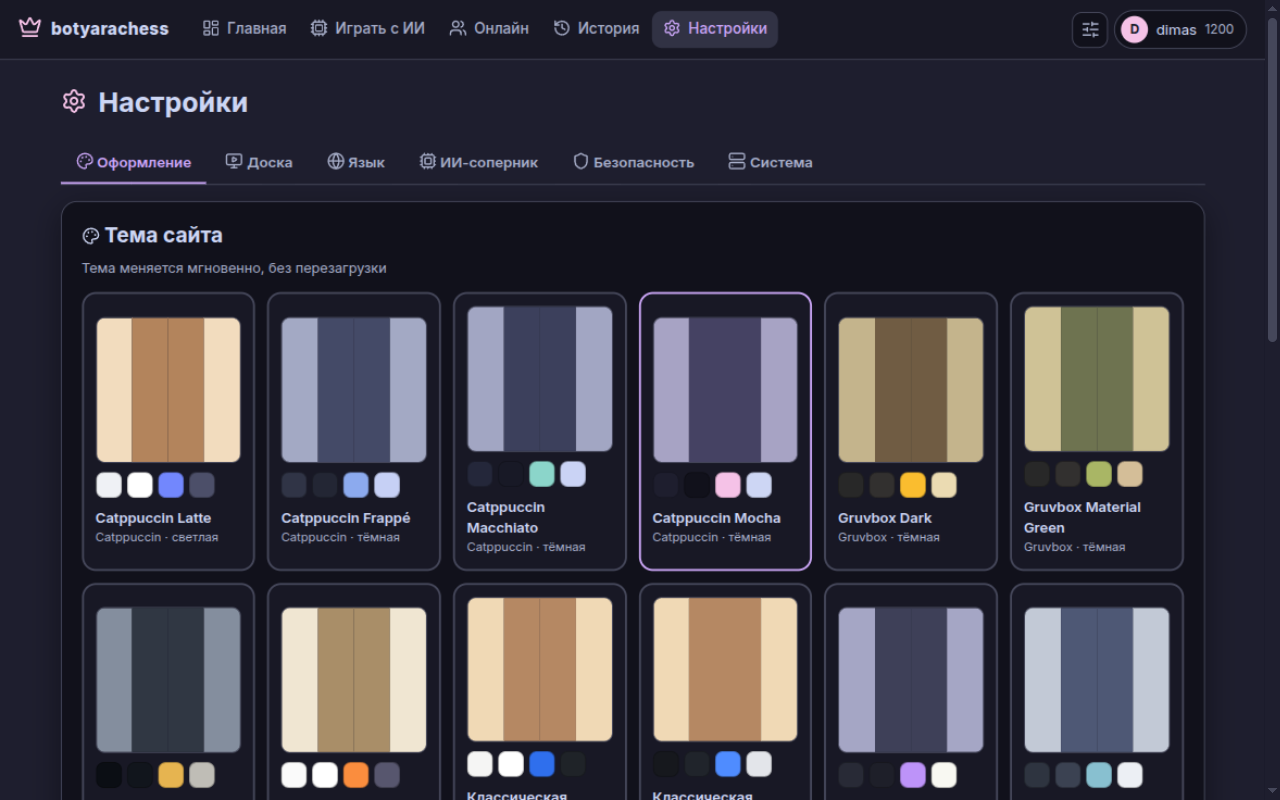 botyarachess Главная Играть с ИИ Онлайн История Настройки D dimas 1200
Настройки
Оформление Доска Язык ИИ-соперник Безопасность Система
Тема сайта
Тема меняется мгновенно, без перезагрузки
Catppuccin Latte
Catppuccin · светлая
Catppuccin Frappé
Catppuccin · тёмная
Catppuccin
Macchiato
Catppuccin · тёмная
Catppuccin Mocha
Catppuccin · тёмная
Gruvbox Dark
Gruvbox · тёмная
Gruvbox Material
Green
Gruvbox · тёмная
Классическая
Классическая